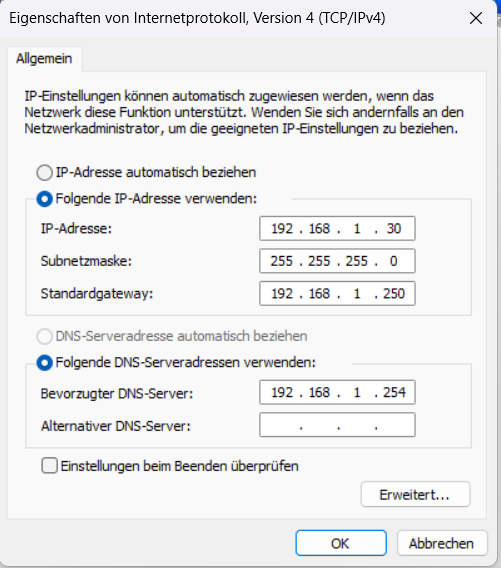 Eigenschaften von Internetprotokoll, Version 4 (TCP/IPv4)
Allgemein
IP-Einstellungen können automatisch zugewiesen werden, wenn das
Netzwerk diese Funktion unterstützt. Wenden Sie sich andernfalls an den
Netzwerkadministrator, um die geeigneten IP-Einstellungen zu beziehen.
IP-Adresse automatisch beziehen
Folgende IP-Adresse verwenden:
IP-Adresse: 192 . 168 . 1 . 30
Subnetzmaske: 255 . 255 . 255 . 0
Standardgateway: 192 . 168 . 1 . 250
DNS-Serveradresse automatisch beziehen
Folgende DNS-Serveradressen verwenden:
Bevorzugter DNS-Server: 192 . 168 . 1 . 254
Alternativer DNS-Server: . . .
Einstellungen beim Beenden überprüfen
Erweitert...
OK Abbrechen